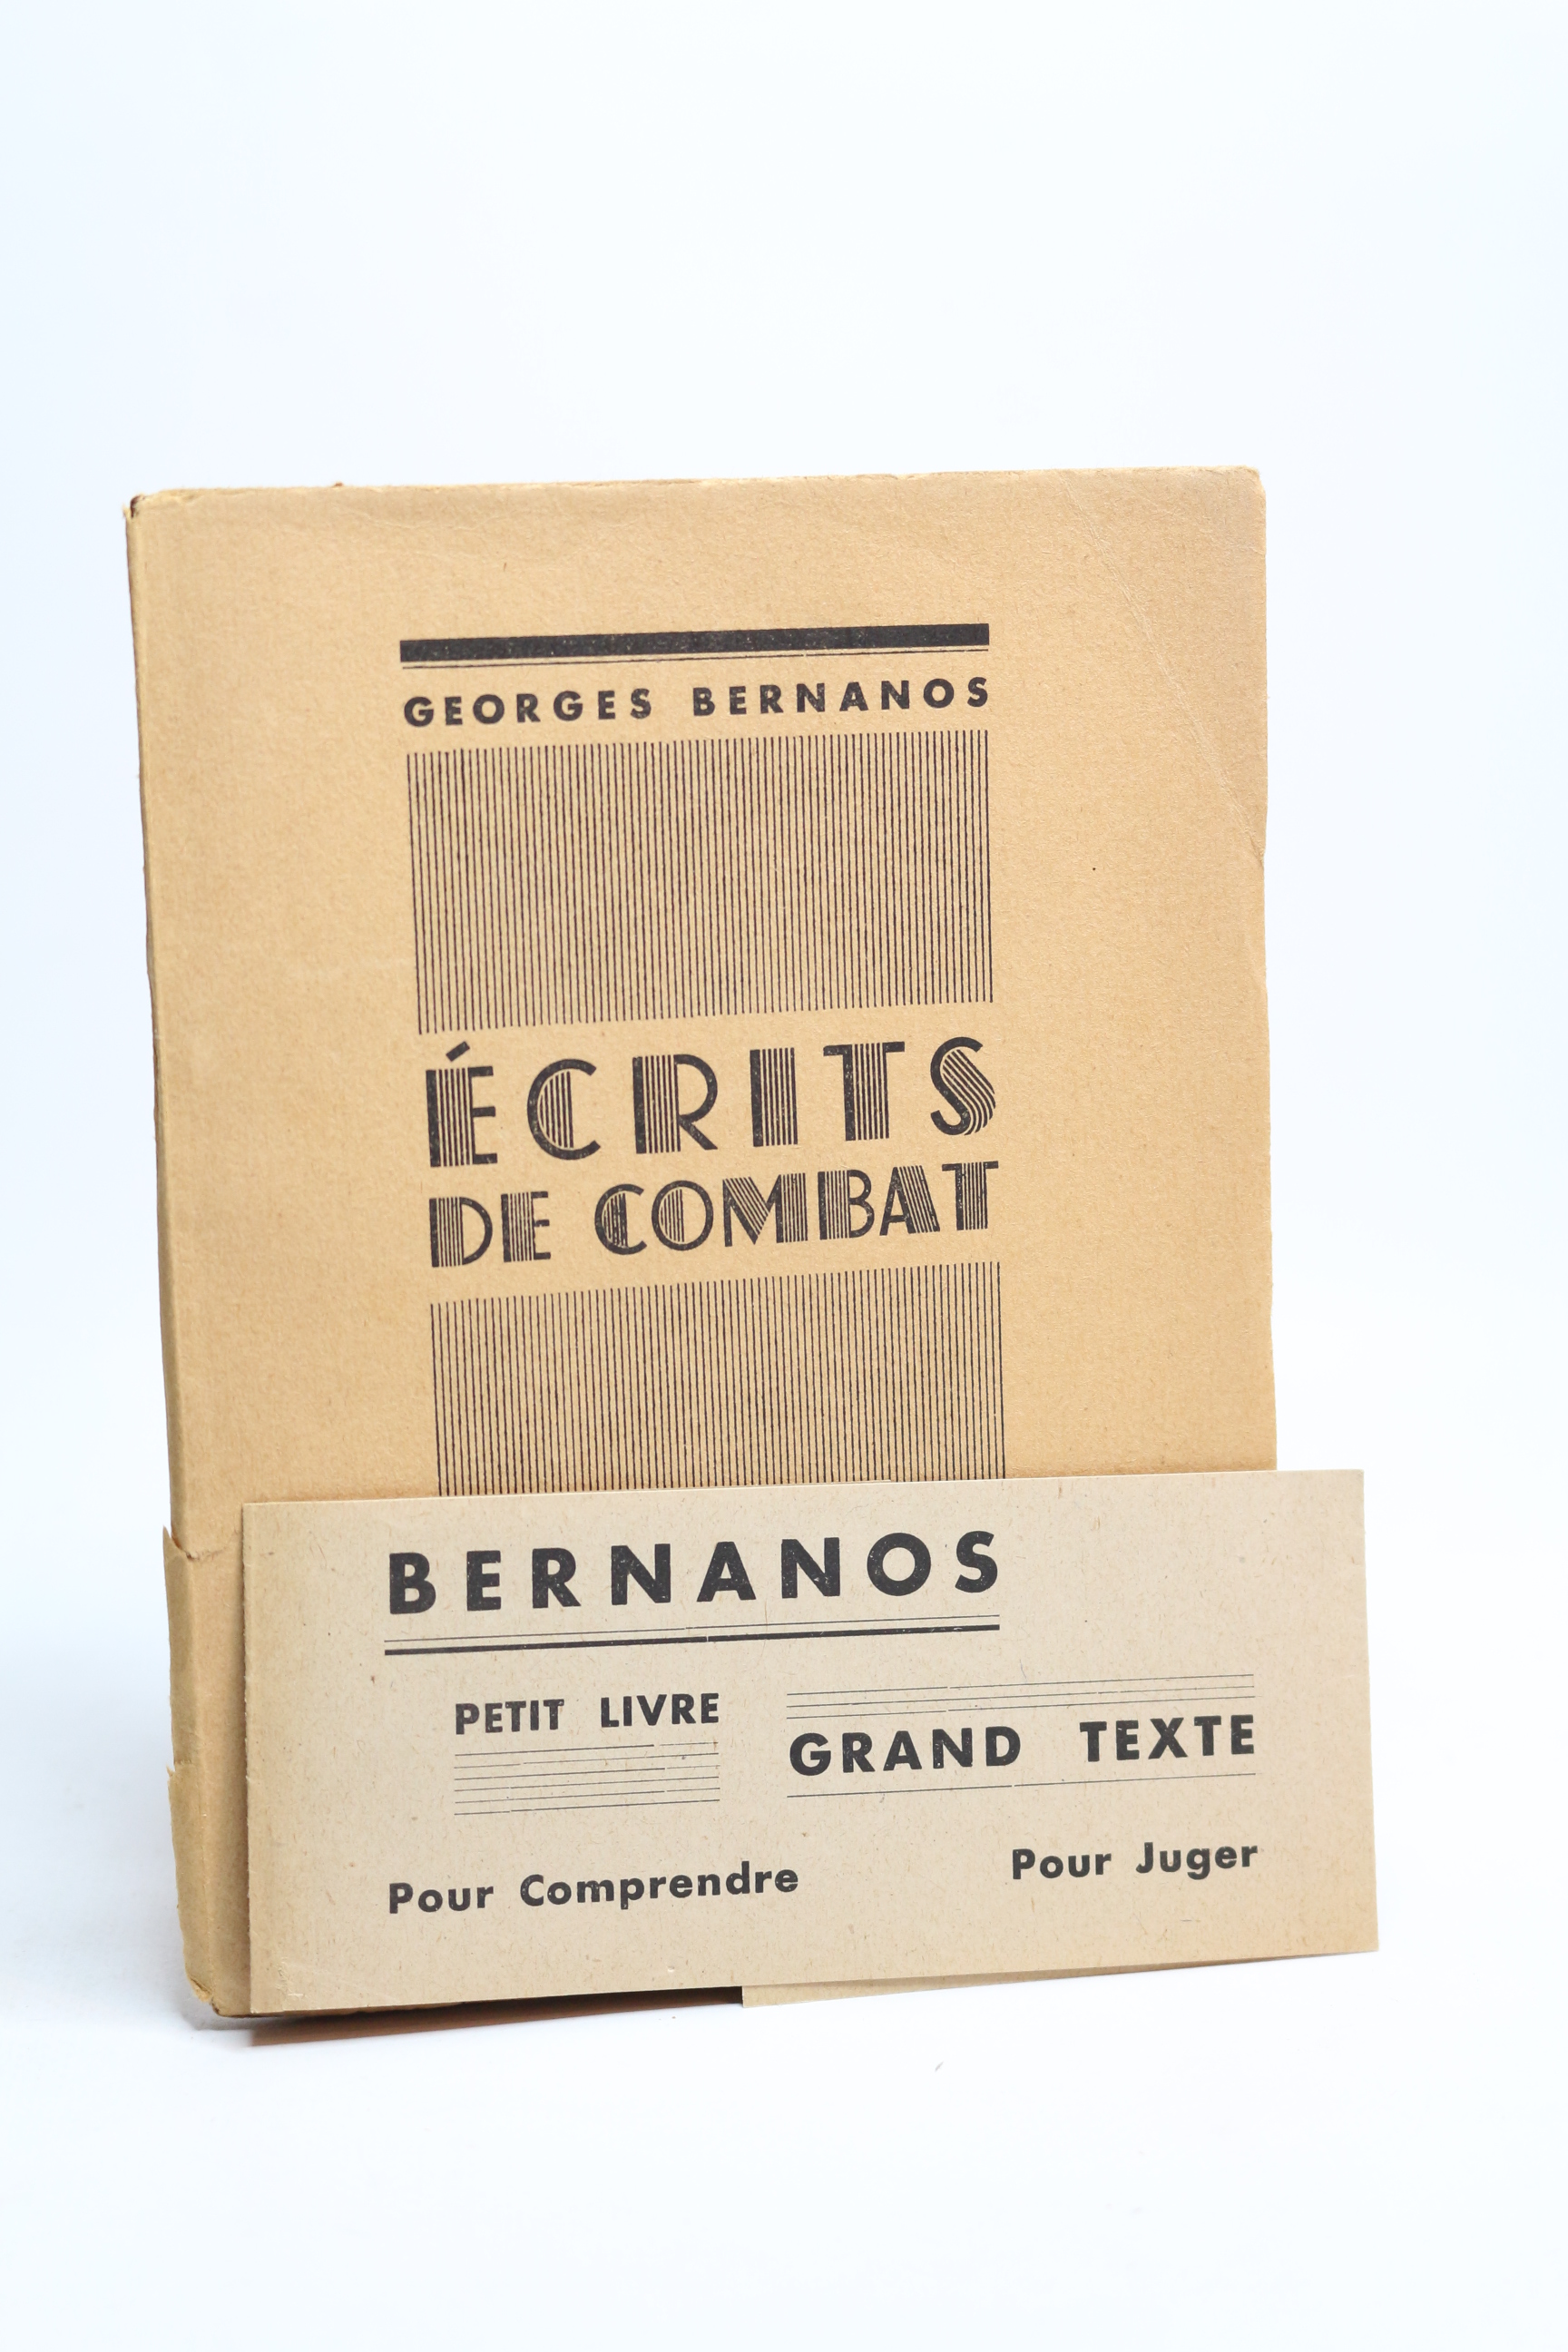 GEORGES BERNANOS
ÉCRITS
DE COMBAT
BERNANOS
PETIT LIVRE
GRAND TEXTE
Pour Comprendre
Pour Juger